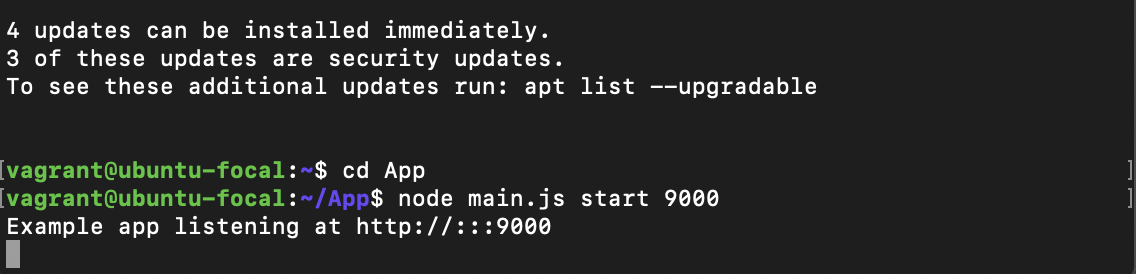 4 updates can be installed immediately.
3 of these updates are security updates.
To see these additional updates run: apt list --upgradable
[vagrant@ubuntu-focal:~$ cd App ]
[vagrant@ubuntu-focal:~/App$ node main.js start 9000 ]
Example app listening at http://:::9000